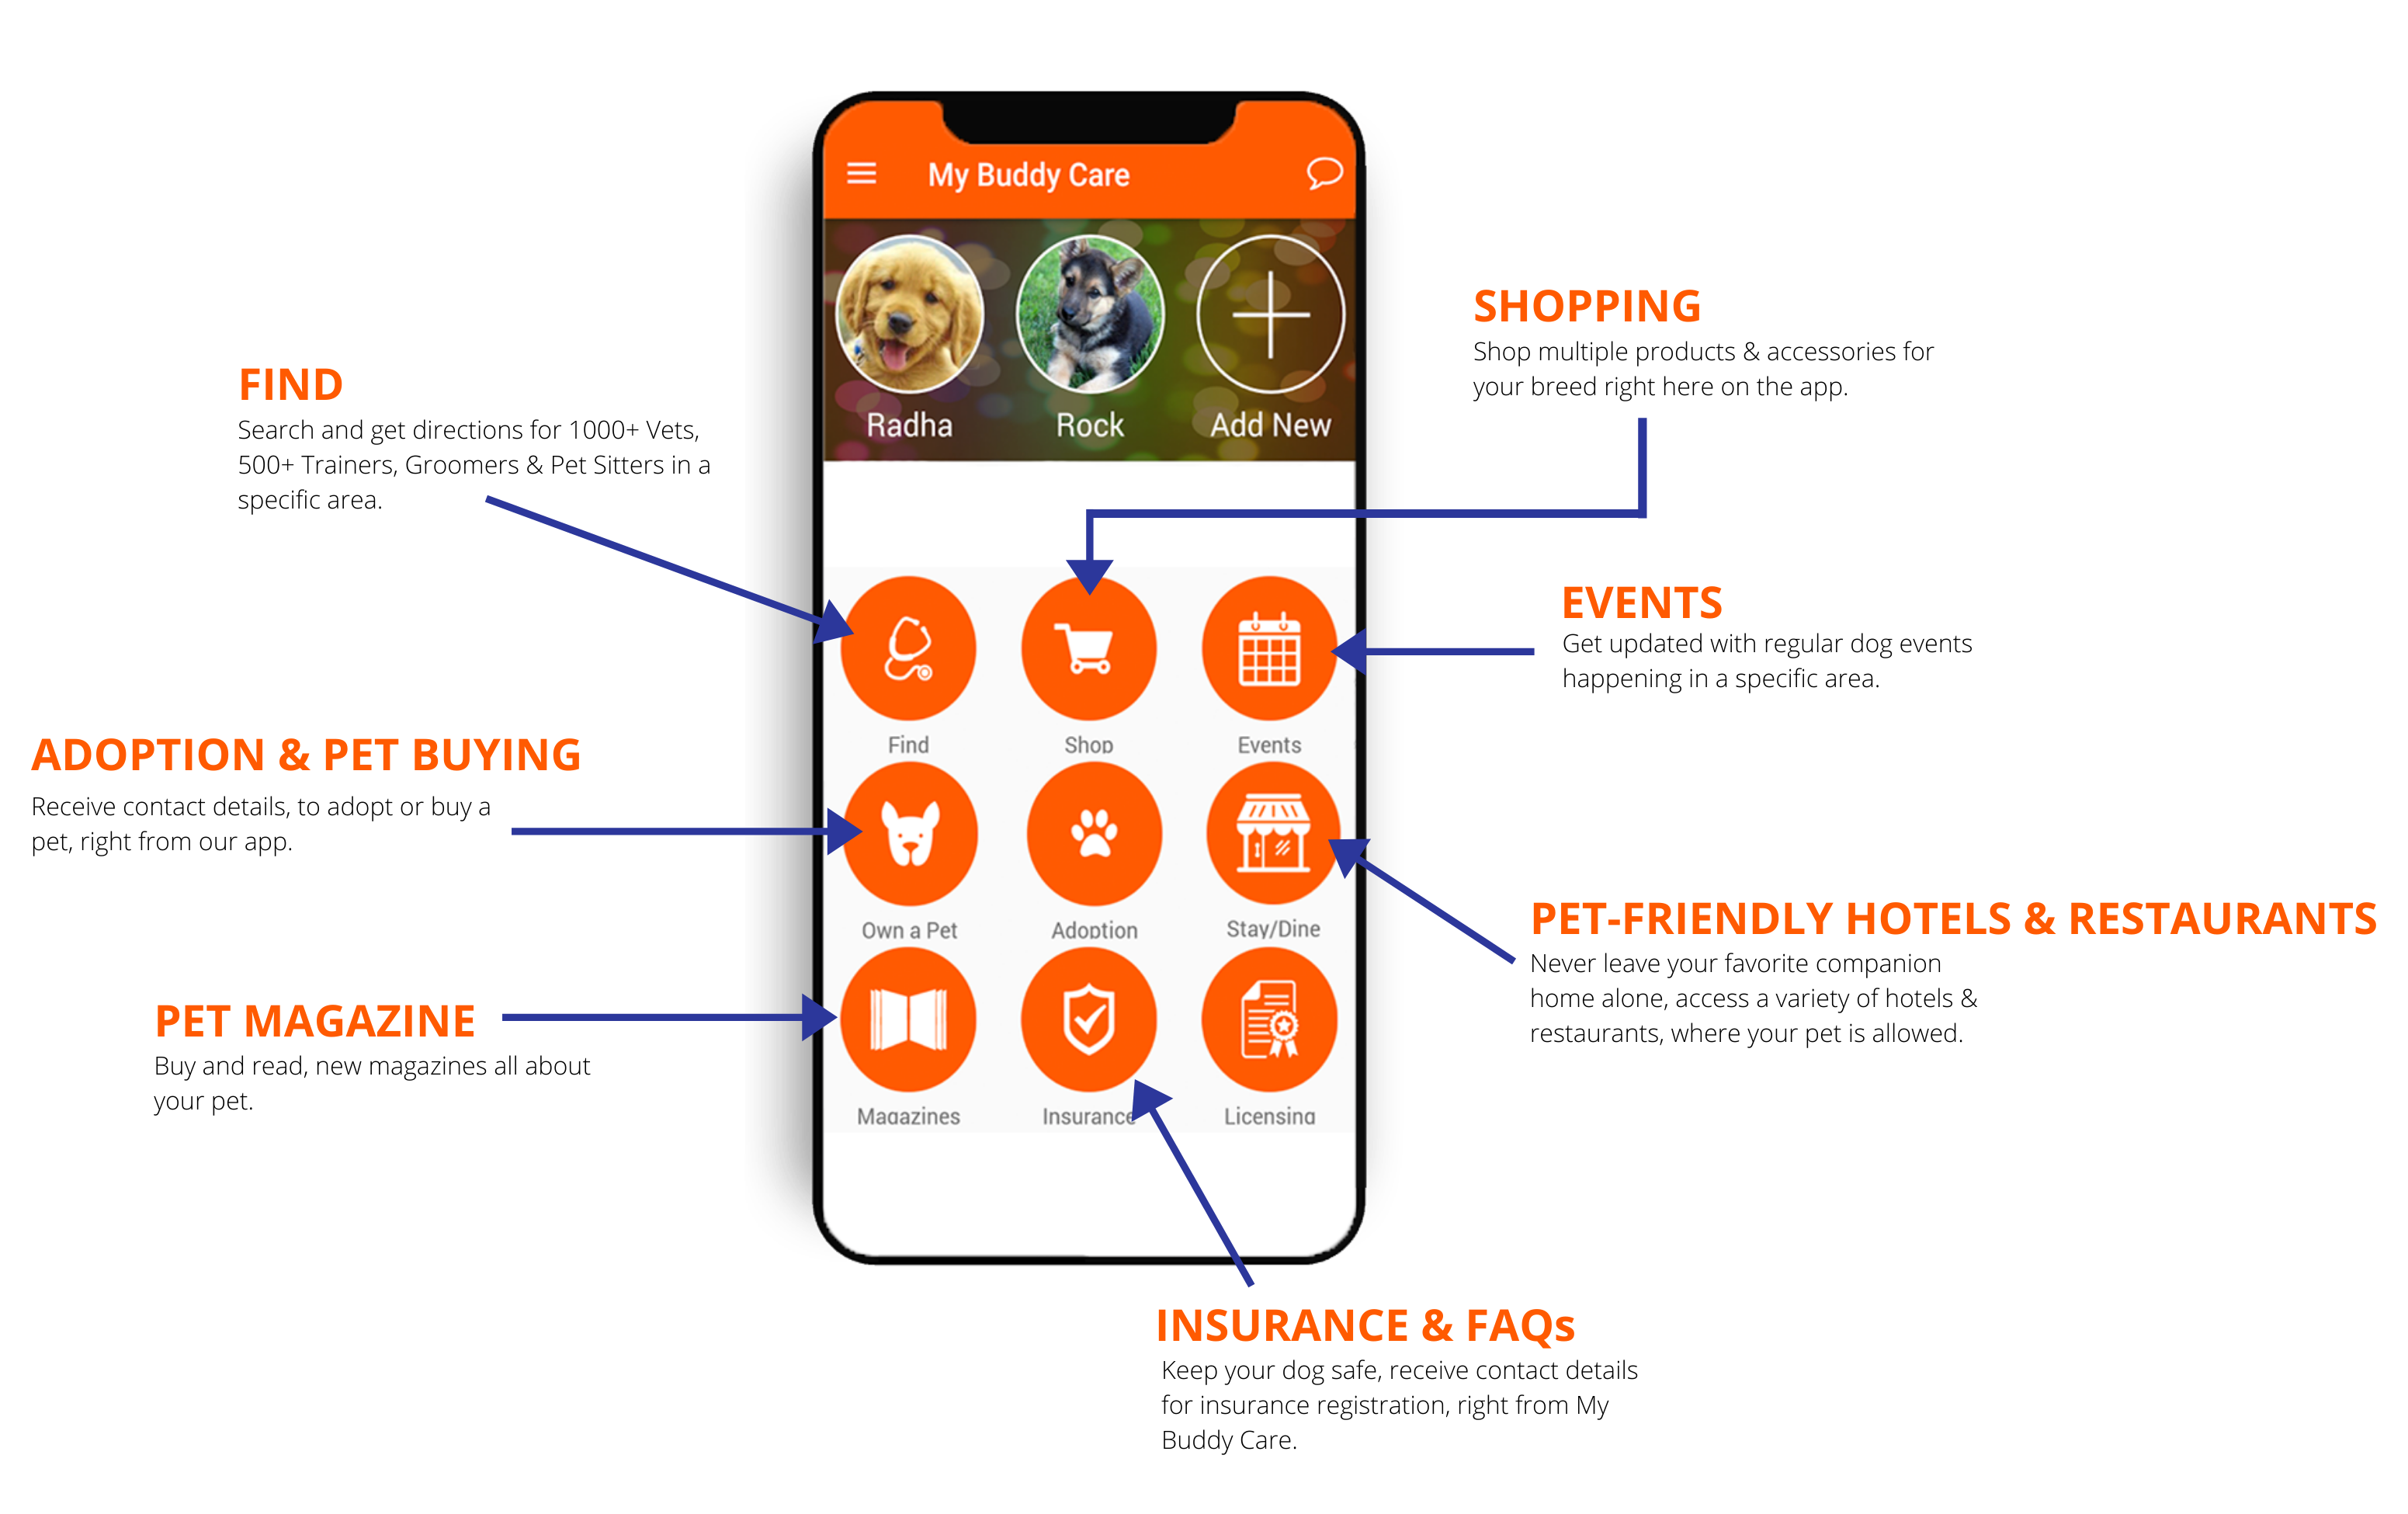 My Buddy Care
Radha
Rock
Add New
SHOPPING
Shop multiple products & accessories for
your breed right here on the app.
FIND
Search and get directions for 1000+ Vets,
500+ Trainers, Groomers & Pet Sitters in a
specific area.
EVENTS
Get updated with regular dog events
happening in a specific area.
Find
Shop
Events
ADOPTION & PET BUYING
Receive contact details, to adopt or buy a
pet, right from our app.
Own a Pet
Adoption
Stay/Dine
PET-FRIENDLY HOTELS & RESTAURANTS
Never leave your favorite companion
home alone, access a variety of hotels &
restaurants, where your pet is allowed.
PET MAGAZINE
Buy and read, new magazines all about
your pet.
Magazines
Insurance
Licensing
INSURANCE & FAQs
Keep your dog safe, receive contact details
for insurance registration, right from My
Buddy Care.